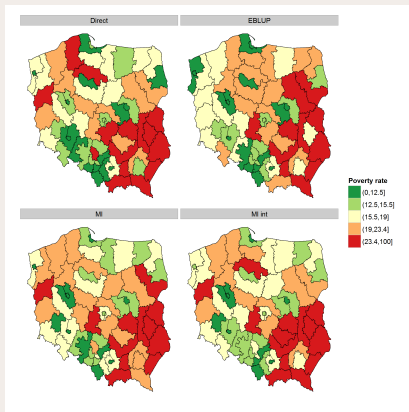 Direct
EBLUP
MI
MI int
Poverty rate
(0,12.5]
(12.5,15.5]
(15.5,19]
(19,23.4]
(23.4,100]